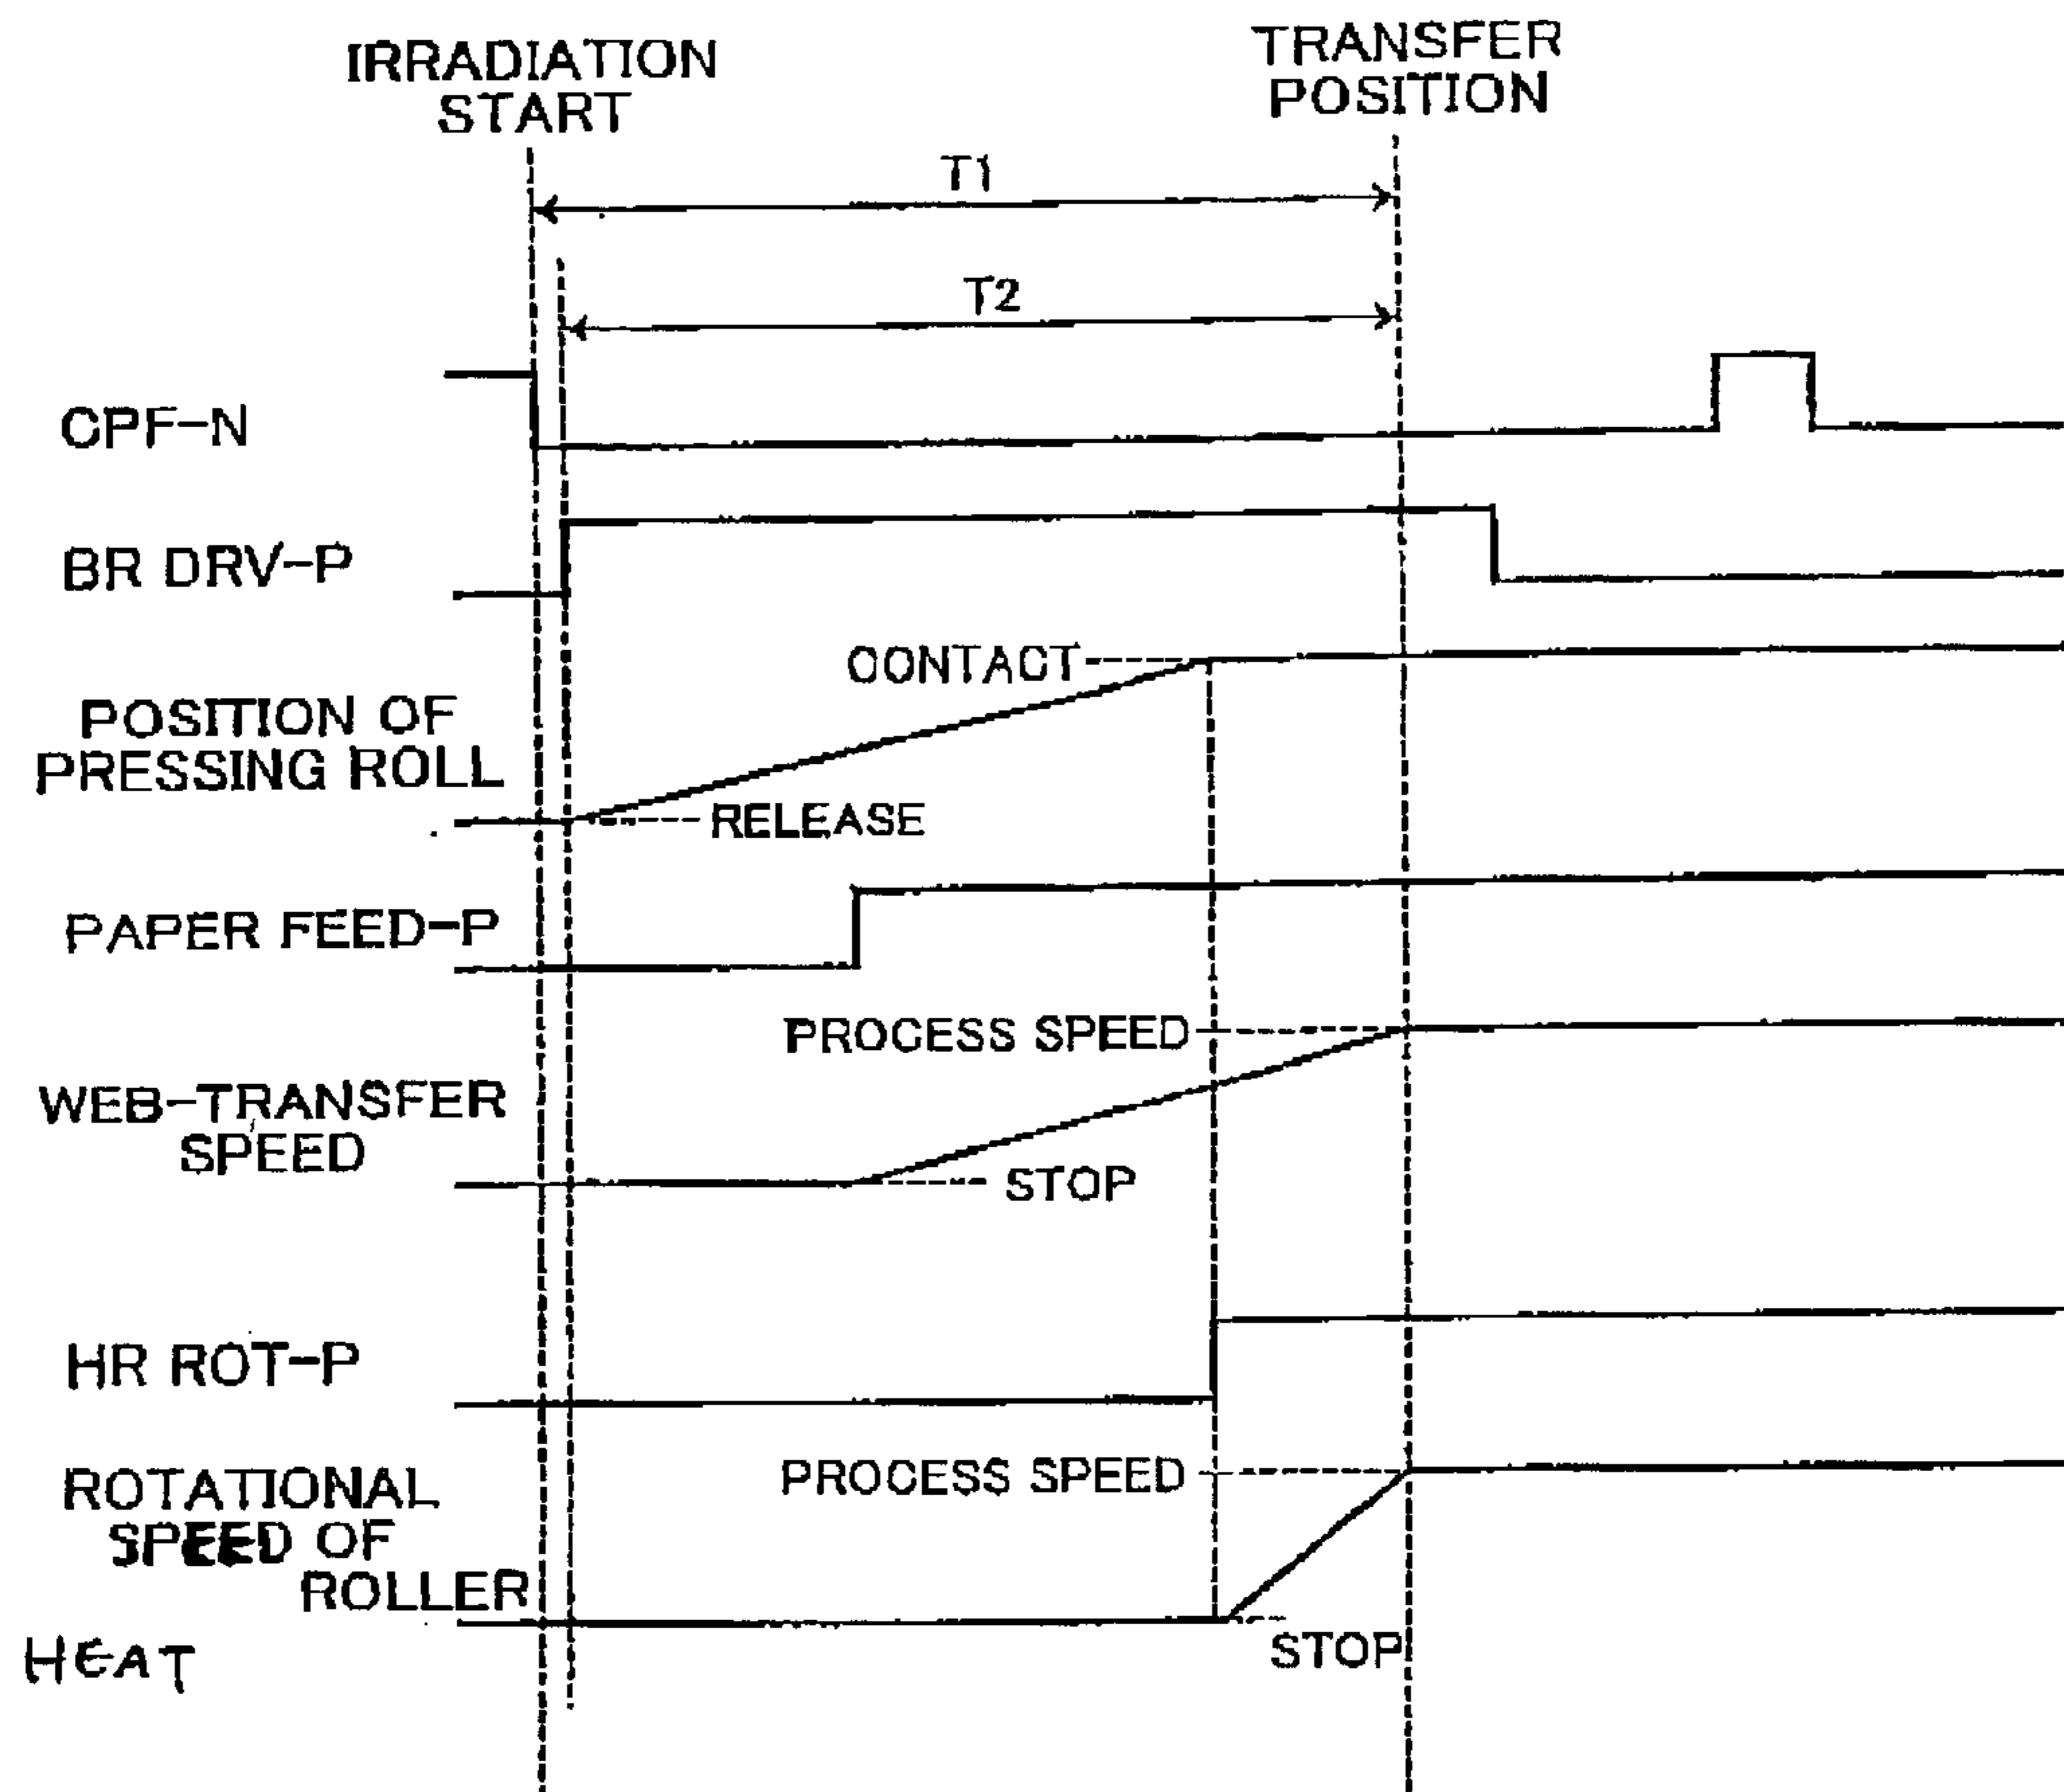 IRRADIATION
START
TRANSFER
POSITION
T1
T2
CPF-N
BR DRV-P
CONTACT
POSITION OF
PRESSING ROLL
RELEASE
PAPER FEED-P
PROCESS SPEED
WEB-TRANSFER
SPEED
STOP
HR ROT-P
PROCESS SPEED
ROTATIONAL
SPEED OF
ROLLER
STOP
HEAT